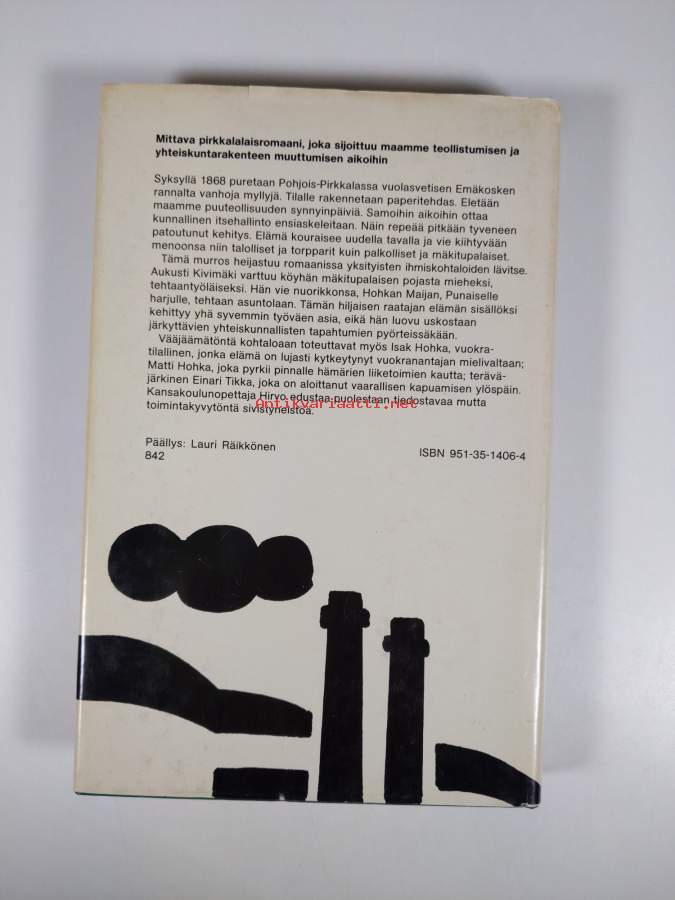 Mittava pirkkalalaisromaani, joka sijoittuu maamme teollistumisen ja
yhteiskuntarakenteen muuttumisen aikoihin
Syksyllä 1868 puretaan Pohjois-Pirkkalassa vuolasvetisen Emäkosken
rannalta vanhoja myllyjä. Tilalle rakennetaan paperitehdas. Eletään
maamme puuteollisuuden synnyinpäiviä. Samoihin aikoihin ottaa
kunnallinen itsehallinto ensiaskeleitaan. Näin repeää pitkään tyveneen
patoutunut kehitys. Elämä kouraisee uudella tavalla ja vie kiihtyvään
menoonsa niin talolliset ja torpparit kuin palkolliset ja mäkitupalaiset.
Tämä murros heijastuu romaanissa yksityisten ihmiskohtaloiden lävitse.
Aukusti Kivimäki varttuu köyhän mäkitupalaisen pojasta mieheksi,
tehtaantyöläiseksi. Hän vie nuorikkonsa, Hohkan Maijan, Punaiselle
harjulle, tehtaan asuntolaan. Tämän hiljaisen raatajan elämän sisällöksi
kehittyy yhä syvemmin työväen asia, eikä hän luovu uskostaan
järkyttävien yhteiskunnallisten tapahtumien pyörteissäkään.
Vääjäämätöntä kohtaloaan toteuttavat myös Isak Hohka, vuokra-
tilallinen, jonka elämä on lujasti kytkeytynyt vuokranantajan mielivaltaan;
Matti Hohka, joka pyrkii pinnalle hämärien liiketoimien kautta; terävä-
järkinen Einari Tikka, joka on aloittanut vaarallisen kapuamisen ylöspäin.
Kansakoulunopettaja Hirvo edustaa puolestaan tiedostavaa mutta
toimintakyvytöntä sivistyneistöä.
Antikvariaatti.net
Päällys: Lauri Räikkönen
842
ISBN 951-35-1406-4